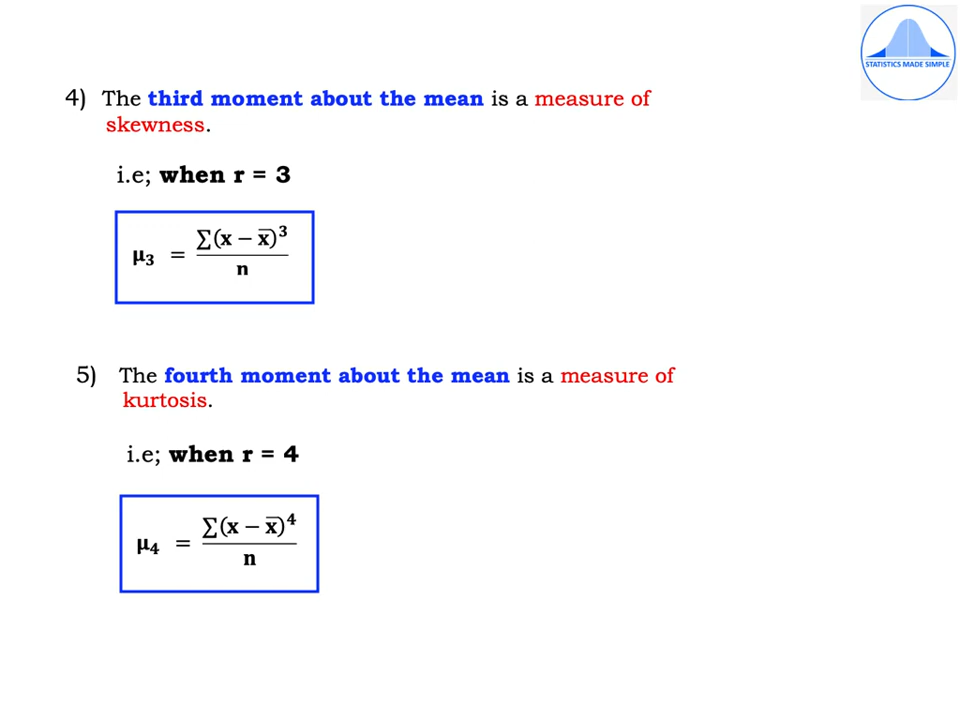 STATISTICS MADE SIMPLE
4) The third moment about the mean is a measure of
skewness.
i.e; when r = 3
μ₃ = ∑(x – x̅)³ / n
5) The fourth moment about the mean is a measure of
kurtosis.
i.e; when r = 4
μ₄ = ∑(x – x̅)⁴ / n